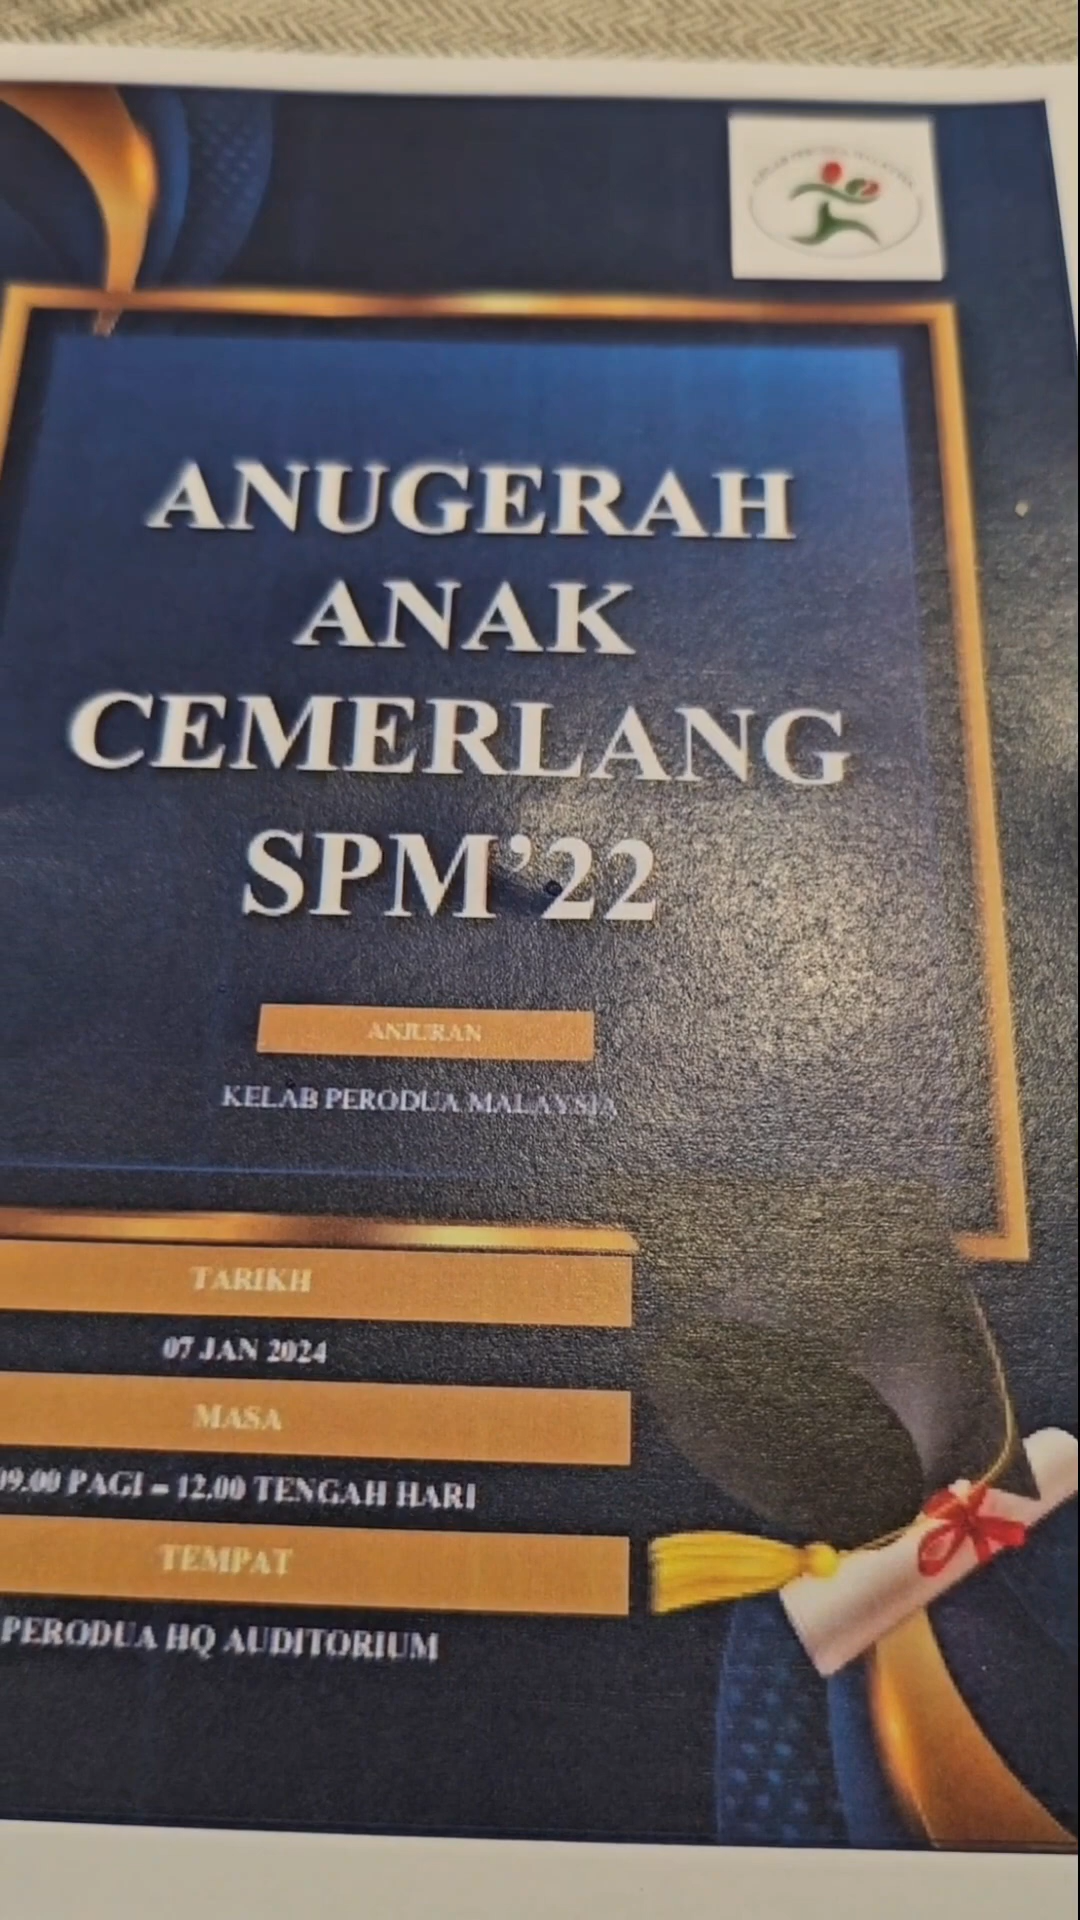 ANUGERAH
ANAK
CEMERLANG
SPM'22
ANJURAN
KELAB PERODUA MALAYSIA
TARIKH
07 JAN 2024
MASA
09.00 PAGI – 12.00 TENGAH HARI
TEMPAT
PERODUA HQ AUDITORIUM